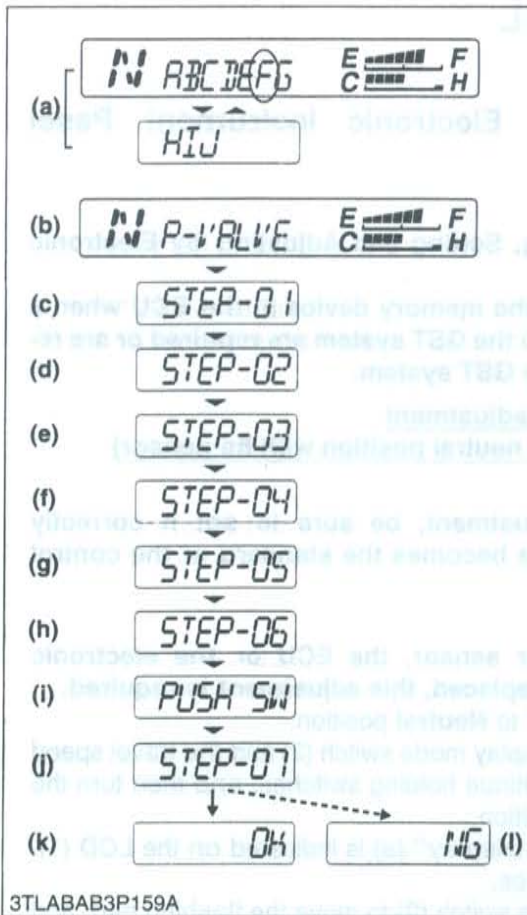 (a) N ABCDEFG E F
C H
HIJ
(b) N P-VALVE E F
C H
(c) STEP-01
(d) STEP-02
(e) STEP-03
(f) STEP-04
(g) STEP-05
(h) STEP-06
(i) PUSH SW
(j) STEP-07
(k) OK NG (l)
3TLABAB3P159A